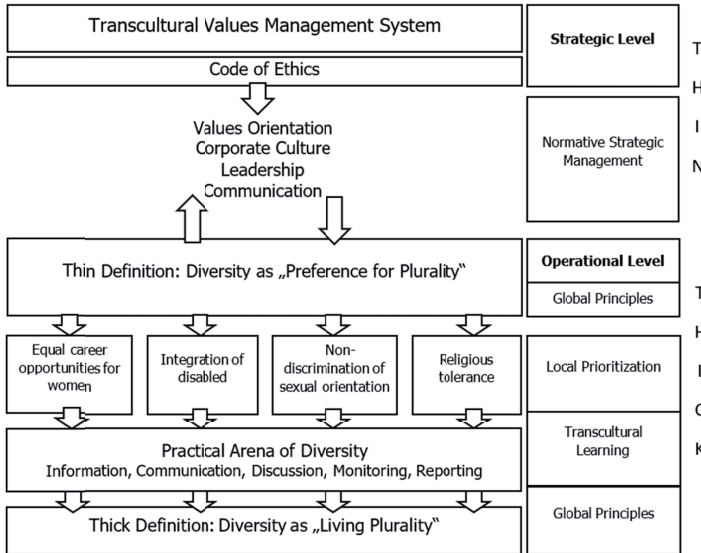 Transcultural Values Management System
Code of Ethics
Values Orientation
Corporate Culture
Leadership
Communication
Thin Definition: Diversity as „Preference for Plurality“
Equal career
opportunities for
women
Integration of
disabled
Non-
discrimination of
sexual orientation
Religious
tolerance
Practical Arena of Diversity
Information, Communication, Discussion, Monitoring, Reporting
Thick Definition: Diversity as „Living Plurality“
Strategic Level
Normative Strategic
Management
Operational Level
Global Principles
Local Prioritization
Transcultural
Learning
Global Principles
T
H
I
N
T
H
I
C
K